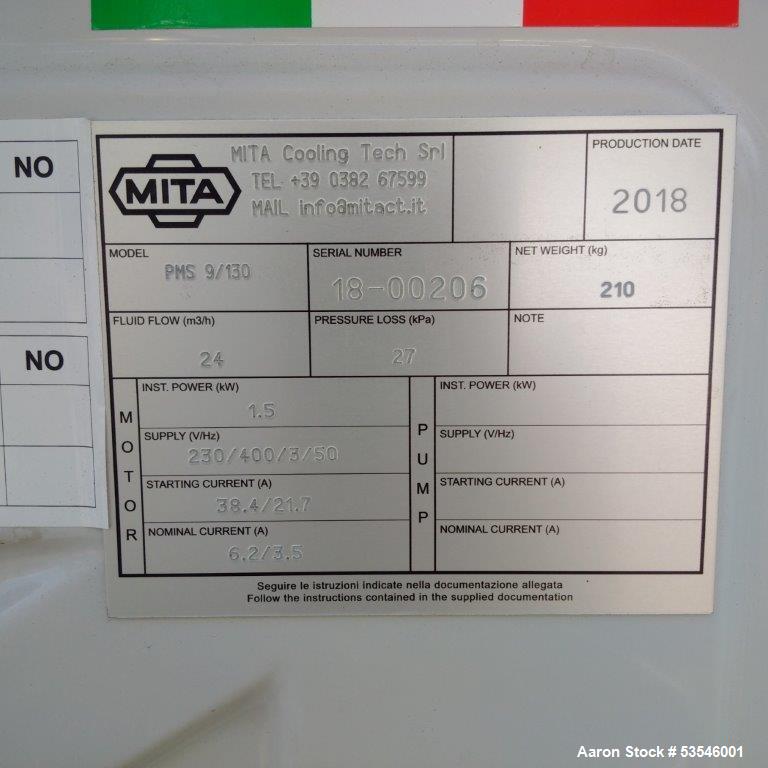 NO
NO
MITA
MITA Cooling Tech Srl
TEL +39 0382 67599
MAIL info@mitact.it
PRODUCTION DATE
2018
MODEL
PMS 9/130
SERIAL NUMBER
18-00206
NET WEIGHT (kg)
210
FLUID FLOW (m3/h)
24
PRESSURE LOSS (kPa)
27
NOTE
MOTOR
INST. POWER (kW)
1.5
SUPPLY (V/Hz)
230/400/3/50
STARTING CURRENT (A)
38.4/21.7
NOMINAL CURRENT (A)
6.2/3.5
PUMP
INST. POWER (kW)
SUPPLY (V/Hz)
STARTING CURRENT (A)
NOMINAL CURRENT (A)
Seguire le istruzioni indicate nella documentazione allegata
Follow the instructions contained in the supplied documentation
Aaron Stock # 53546001